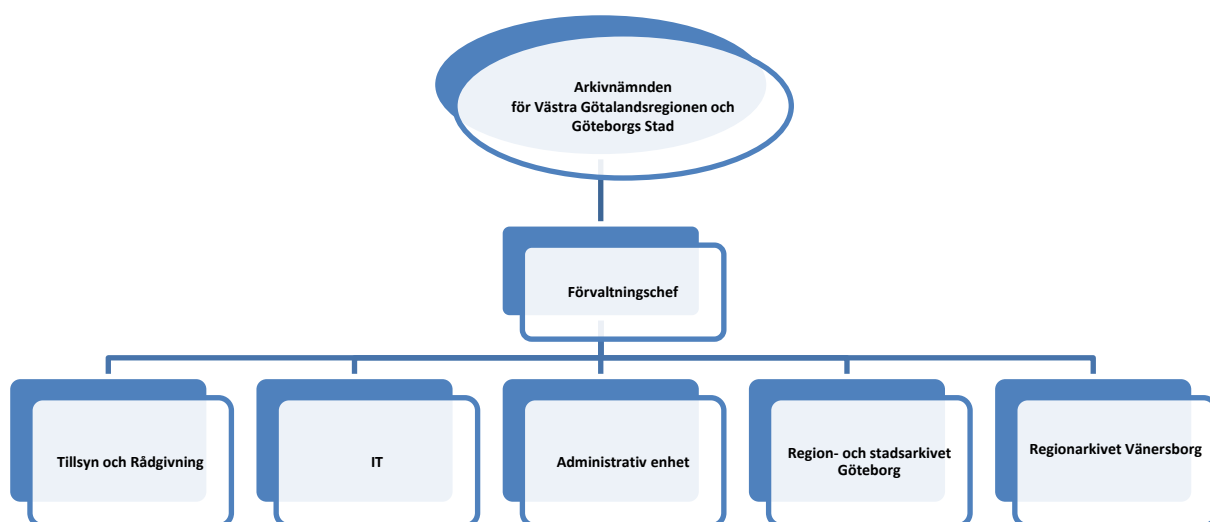 Arkivnämnden
för Västra Götalandsregionen och
Göteborgs Stad
Förvaltningschef
Tillsyn och Rådgivning
IT
Administrativ enhet
Region- och stadsarkivet
Göteborg
Regionarkivet Vänersborg